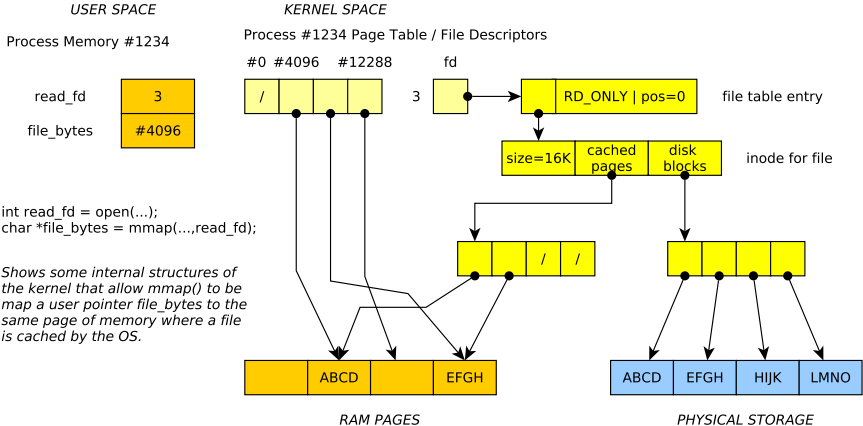 USER SPACE
KERNEL SPACE
Process Memory #1234
Process #1234 Page Table / File Descriptors
#0 #4096 #12288 fd
read_fd 3 / 3 RD_ONLY | pos=0 file table entry
file_bytes #4096
size=16K cached pages disk blocks inode for file
int read_fd = open(...);
char *file_bytes = mmap(...,read_fd);
/ /
Shows some internal structures of
the kernel that allow mmap() to be
map a user pointer file_bytes to the
same page of memory where a file
is cached by the OS.
ABCD EFGH ABCD EFGH HIJK LMNO
RAM PAGES
PHYSICAL STORAGE